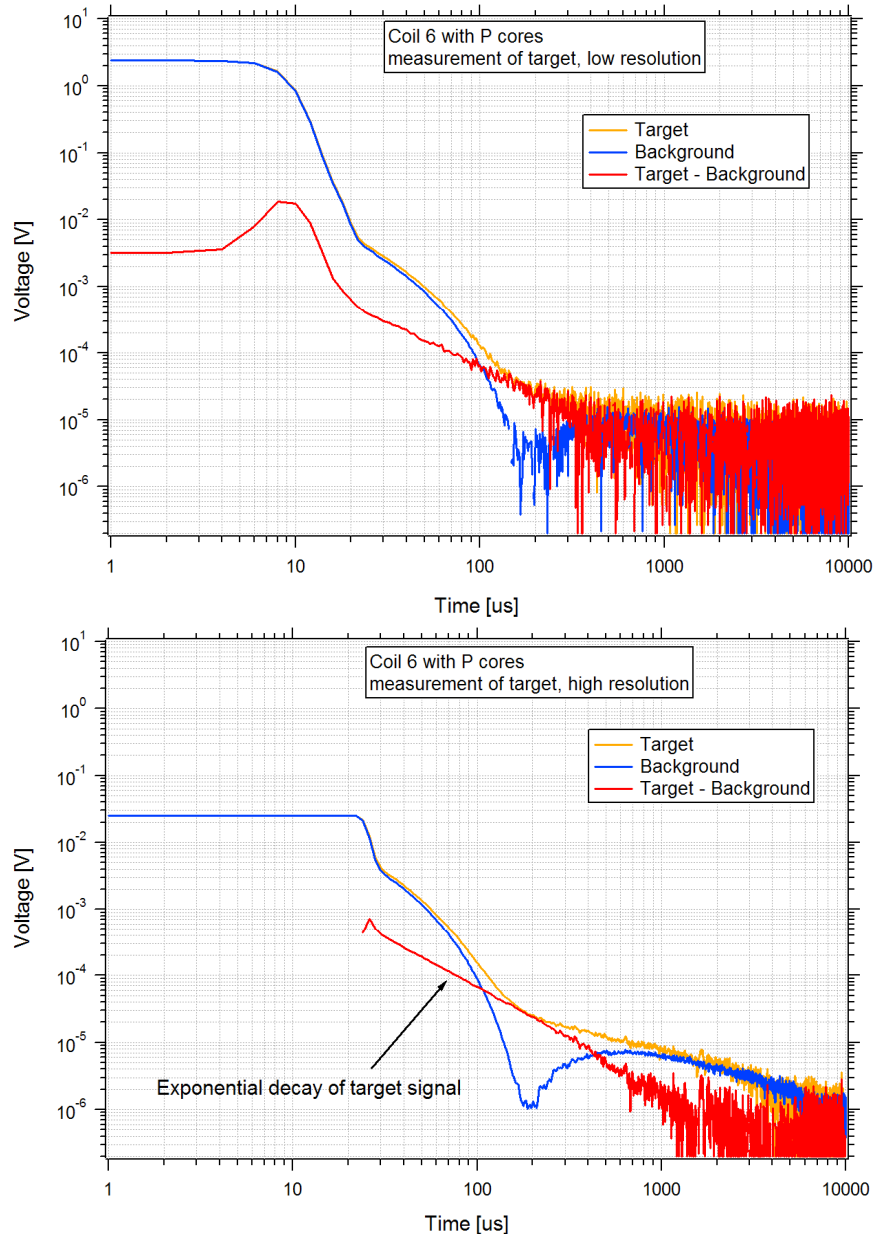 Coil 6 with P cores
measurement of target, low resolution
Target
Background
Target - Background
Voltage [V]
10^1
10^0
10^-1
10^-2
10^-3
10^-4
10^-5
10^-6
1
10
100
1000
10000
Time [us]
Coil 6 with P cores
measurement of target, high resolution
Target
Background
Target - Background
Exponential decay of target signal
Voltage [V]
10^1
10^0
10^-1
10^-2
10^-3
10^-4
10^-5
10^-6
1
10
100
1000
10000
Time [us]